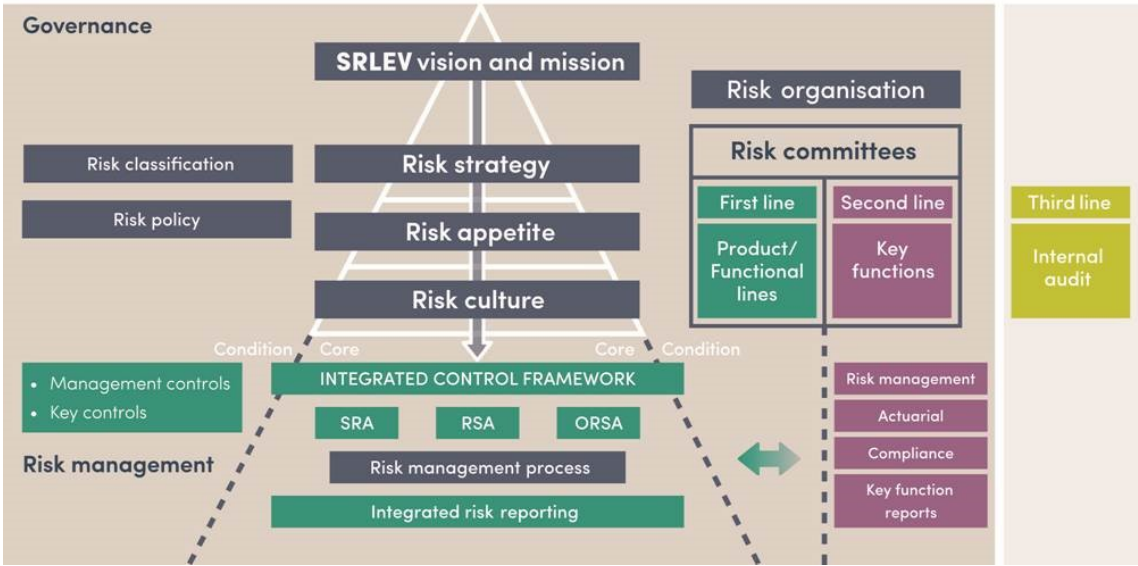 Governance
SRLEV vision and mission
Risk organisation
Risk classification
Risk strategy
Risk committees
Risk policy
Risk appetite
First line
Second line
Third line
Product/
Functional
lines
Key
functions
Internal
audit
Risk culture
Condition
Core
Core
Condition
• Management controls
• Key controls
INTEGRATED CONTROL FRAMEWORK
SRA
RSA
ORSA
Risk management
Risk management process
Integrated risk reporting
Risk management
Actuarial
Compliance
Key function
reports